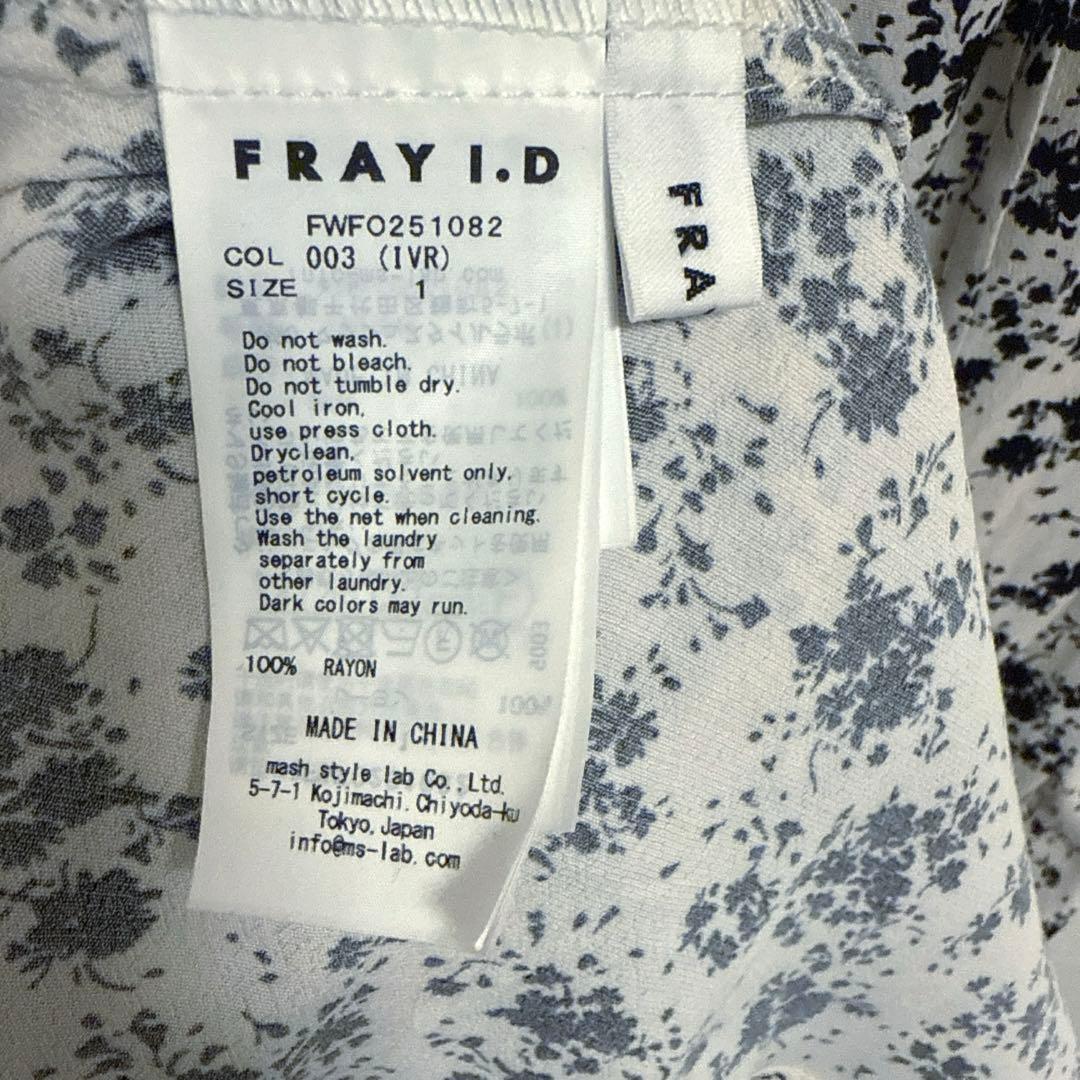 FRAY I.D
FWFO251082
COL 003 (IVR)
SIZE 1
Do not wash.
Do not bleach.
Do not tumble dry.
Cool iron,
use press cloth.
Dryclean,
petroleum solvent only,
short cycle.
Use the net when cleaning.
Wash the laundry
separately from
other laundry.
Dark colors may run.
100% RAYON
MADE IN CHINA
mash style lab Co.,Ltd.
5-7-1 Kojimachi,Chiyoda-ku
Tokyo,Japan
info@ms-lab.com
FRA